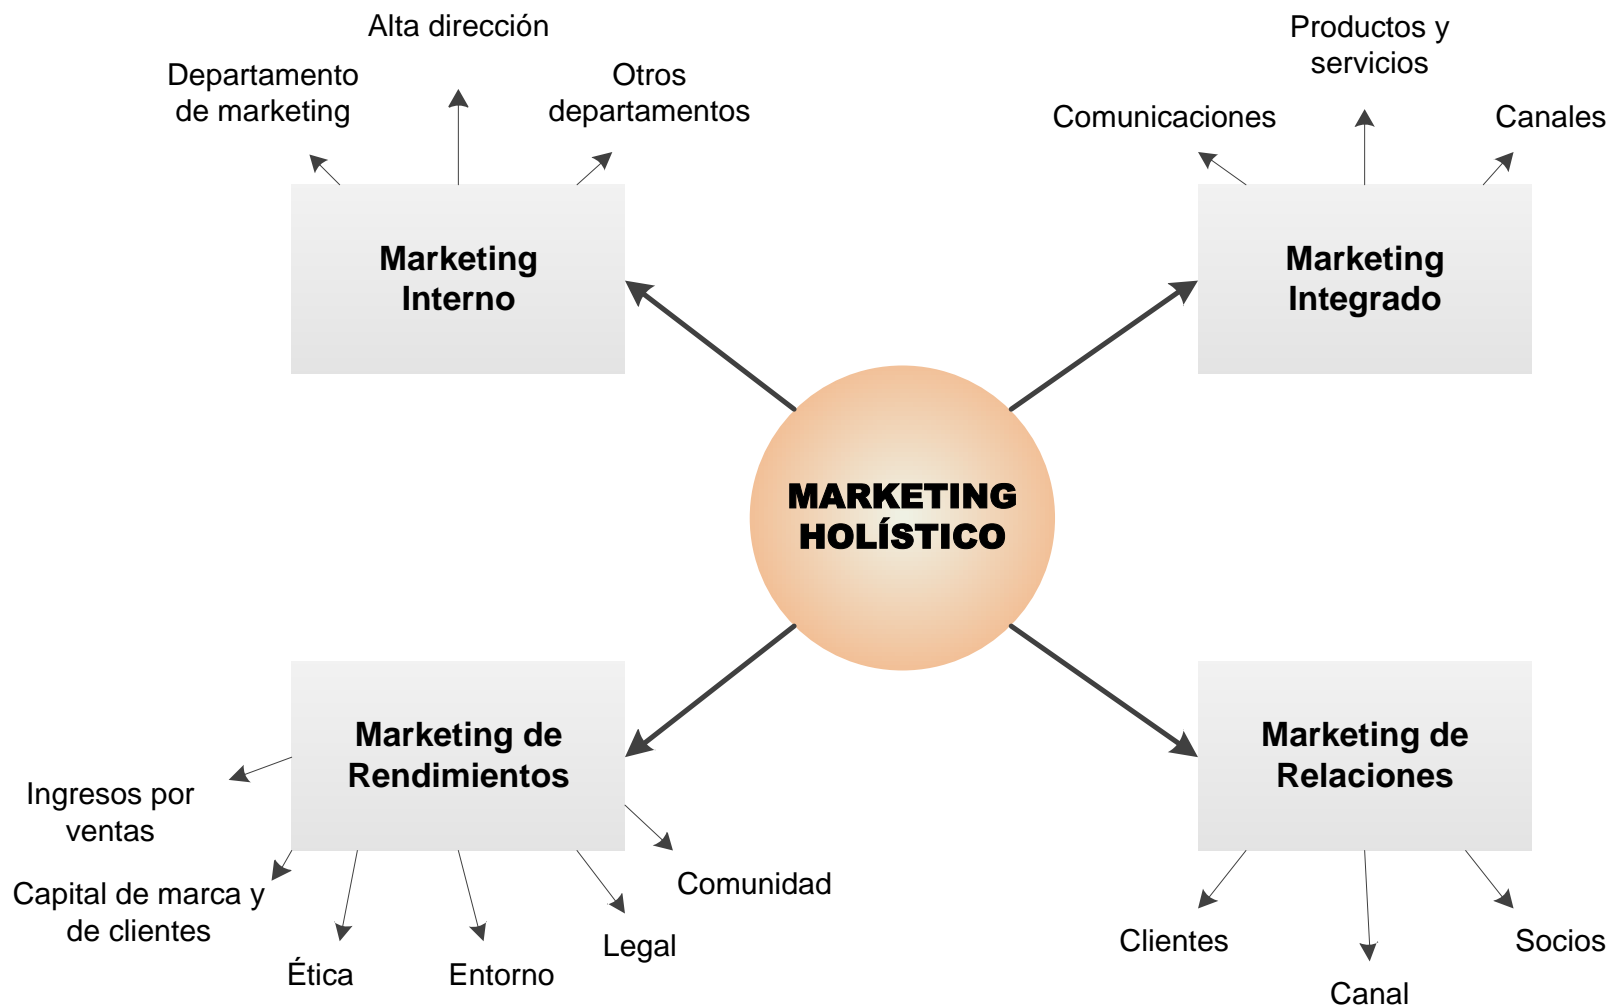 Alta dirección
Departamento
de marketing
Otros
departamentos
Marketing
Interno
Productos y
servicios
Comunicaciones
Canales
Marketing
Integrado
MARKETING
HOLÍSTICO
Marketing de
Rendimientos
Ingresos por
ventas
Capital de marca y
de clientes
Ética
Entorno
Legal
Comunidad
Marketing de
Relaciones
Clientes
Canal
Socios